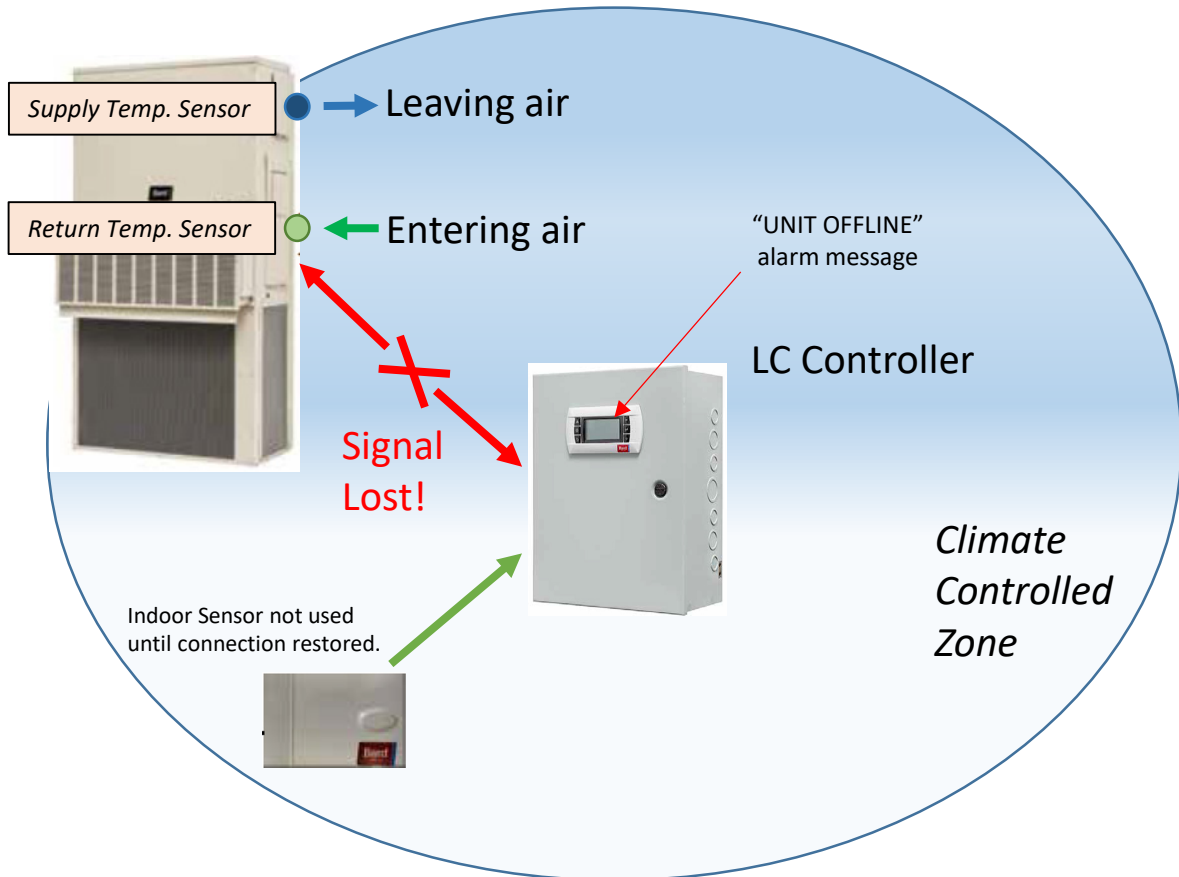 Supply Temp. Sensor
Leaving air
Return Temp. Sensor
Entering air
“UNIT OFFLINE”
alarm message
LC Controller
Signal
Lost!
Climate
Controlled
Zone
Indoor Sensor not used
until connection restored.
Bard